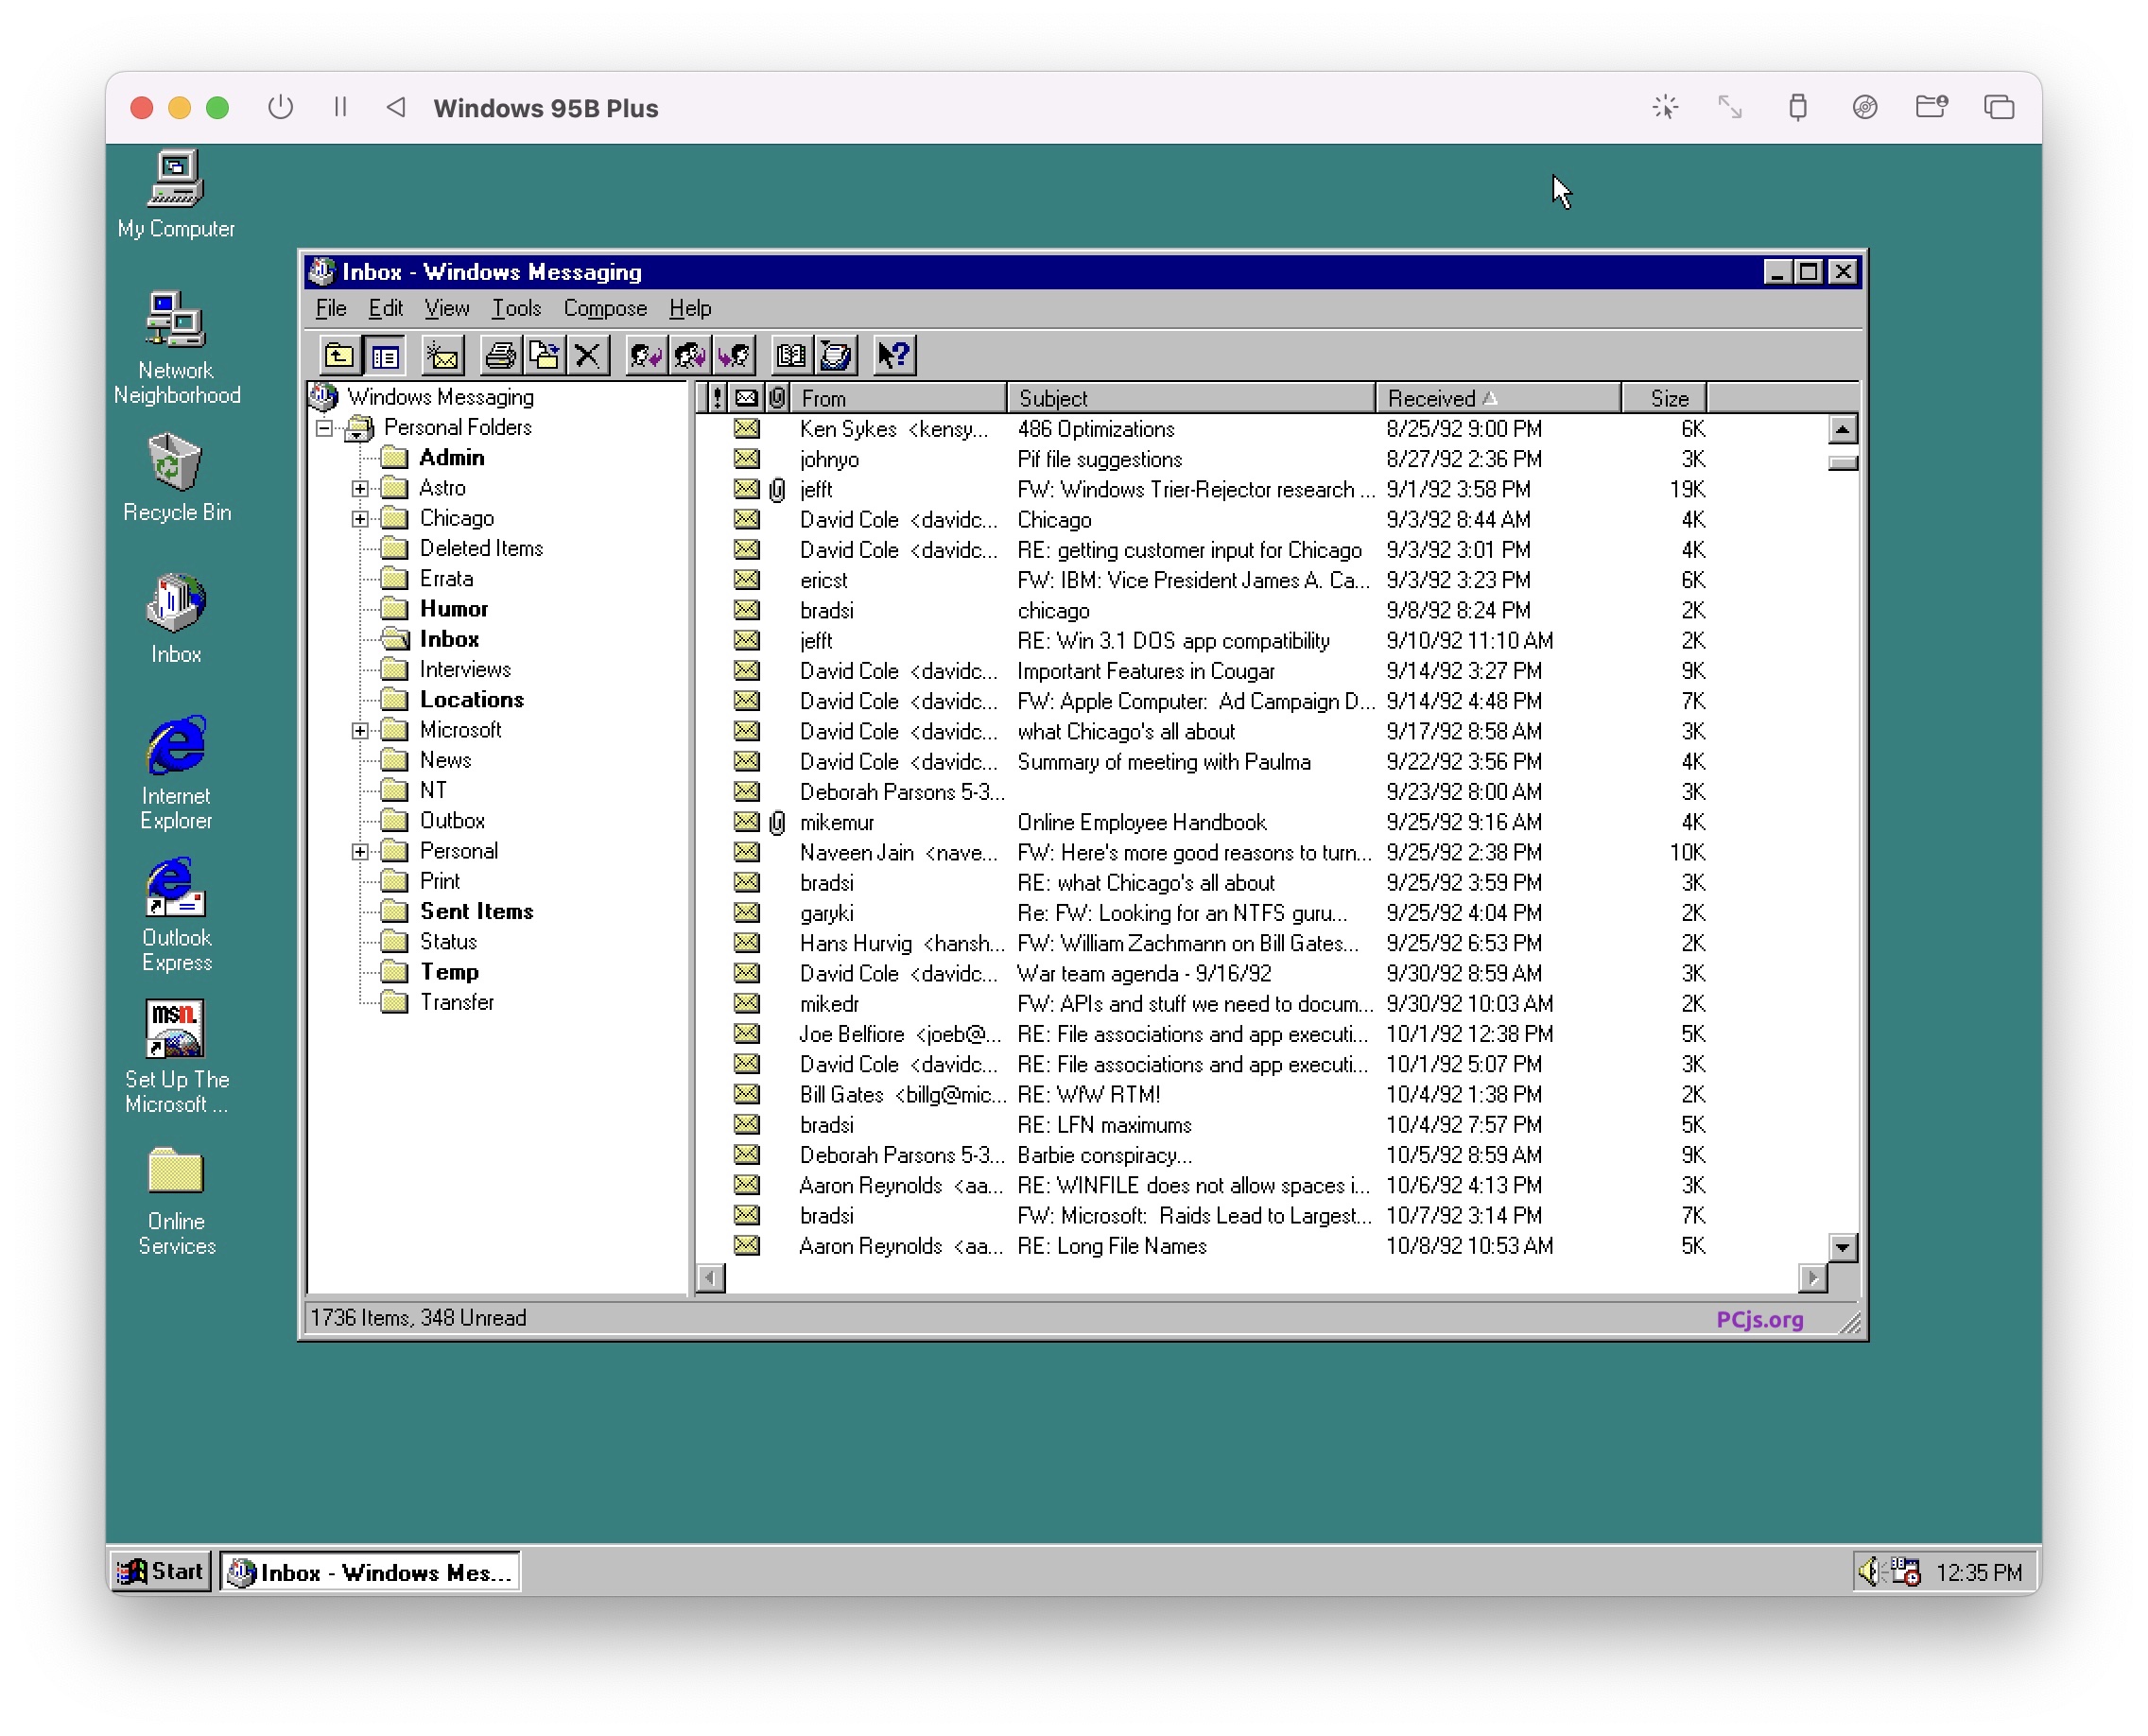 Windows 95B Plus
My Computer
Network
Neighborhood
Recycle Bin
Inbox
Internet
Explorer
Outlook
Express
msn.
Set Up The
Microsoft ...
Online
Services
Inbox - Windows Messaging
File Edit View Tools Compose Help
Windows Messaging
Personal Folders
Admin
Astro
Chicago
Deleted Items
Errata
Humor
Inbox
Interviews
Locations
Microsoft
News
NT
Outbox
Personal
Print
Sent Items
Status
Temp
Transfer
! From Subject Received Size
Ken Sykes <kensy... 486 Optimizations 8/25/92 9:00 PM 6K
johnyo Pif file suggestions 8/27/92 2:36 PM 3K
jefft FW: Windows Trier-Rejector research ... 9/1/92 3:58 PM 19K
David Cole <davidc... Chicago 9/3/92 8:44 AM 4K
David Cole <davidc... RE: getting customer input for Chicago 9/3/92 3:01 PM 4K
ericst FW: IBM: Vice President James A. Ca... 9/3/92 3:23 PM 6K
bradsi chicago 9/8/92 8:24 PM 2K
jefft RE: Win 3.1 DOS app compatibility 9/10/92 11:10 AM 2K
David Cole <davidc... Important Features in Cougar 9/14/92 3:27 PM 9K
David Cole <davidc... FW: Apple Computer: Ad Campaign D... 9/14/92 4:48 PM 7K
David Cole <davidc... what Chicago's all about 9/17/92 8:58 AM 3K
David Cole <davidc... Summary of meeting with Paulma 9/22/92 3:56 PM 4K
Deborah Parsons 5-3... 9/23/92 8:00 AM 3K
mikemur Online Employee Handbook 9/25/92 9:16 AM 4K
Naveen Jain <nave... FW: Here's more good reasons to turn... 9/25/92 2:38 PM 10K
bradsi RE: what Chicago's all about 9/25/92 3:59 PM 3K
garyki Re: FW: Looking for an NTFS guru... 9/25/92 4:04 PM 2K
Hans Hurvig <hansh... FW: William Zachmann on Bill Gates... 9/25/92 6:53 PM 2K
David Cole <davidc... War team agenda - 9/16/92 9/30/92 8:59 AM 3K
mikedr FW: APIs and stuff we need to docum... 9/30/92 10:03 AM 2K
Joe Belfiore <joeb@... RE: File associations and app executi... 10/1/92 12:38 PM 5K
David Cole <davidc... RE: File associations and app executi... 10/1/92 5:07 PM 3K
Bill Gates <billg@mic... RE: WfW RTM! 10/4/92 1:38 PM 2K
bradsi RE: LFN maximums 10/4/92 7:57 PM 5K
Deborah Parsons 5-3... Barbie conspiracy... 10/5/92 8:59 AM 9K
Aaron Reynolds <aa... RE: WINFILE does not allow spaces i... 10/6/92 4:13 PM 3K
bradsi FW: Microsoft: Raids Lead to Largest... 10/7/92 3:14 PM 7K
Aaron Reynolds <aa... RE: Long File Names 10/8/92 10:53 AM 5K
1736 Items, 348 Unread
PCjs.org
Start Inbox - Windows Mes... 12:35 PM